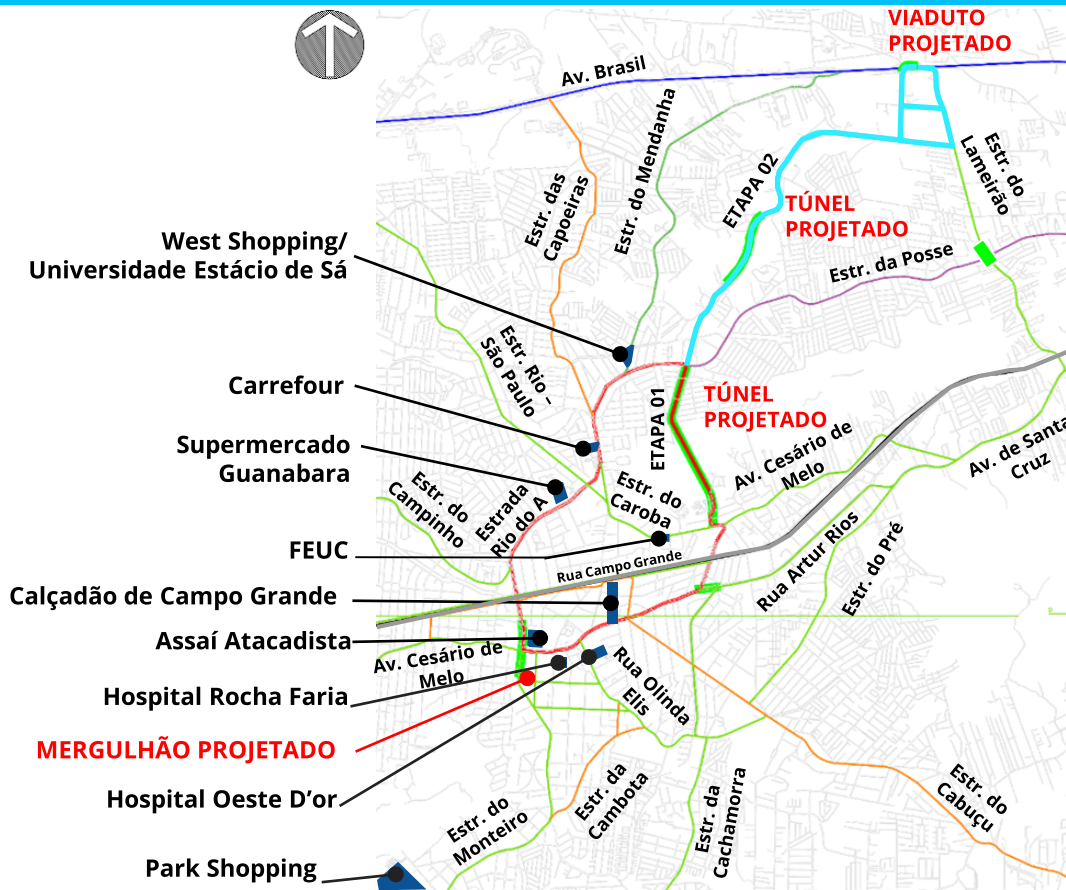 VIADUTO
PROJETADO
Av. Brasil
Estr. do Mendanha
Estr. das
Capoeiras
ETAPA 02
Estr. do
Lameirão
TÚNEL
PROJETADO
Estr. da Posse
West Shopping/
Universidade Estácio de Sá
Estr. Rio –
São Paulo
Carrefour
ETAPA 01
TÚNEL
PROJETADO
Supermercado
Guanabara
Av. Cesário de
Melo
Av. de Santa
Cruz
Estr. do
Campinho
Estrada
Rio do A
Estr. do
Caroba
FEUC
Rua Campo Grande
Rua Artur Rios
Estr. do Pré
Calçadão de Campo Grande
Assaí Atacadista
Av. Cesário de
Melo
Rua Olinda
Elis
Hospital Rocha Faria
MERGULHÃO PROJETADO
Hospital Oeste D’or
Estr. do
Monteiro
Estr. da
Cambota
Estr. da
Cachamorra
Estr. do
Cabuçu
Park Shopping